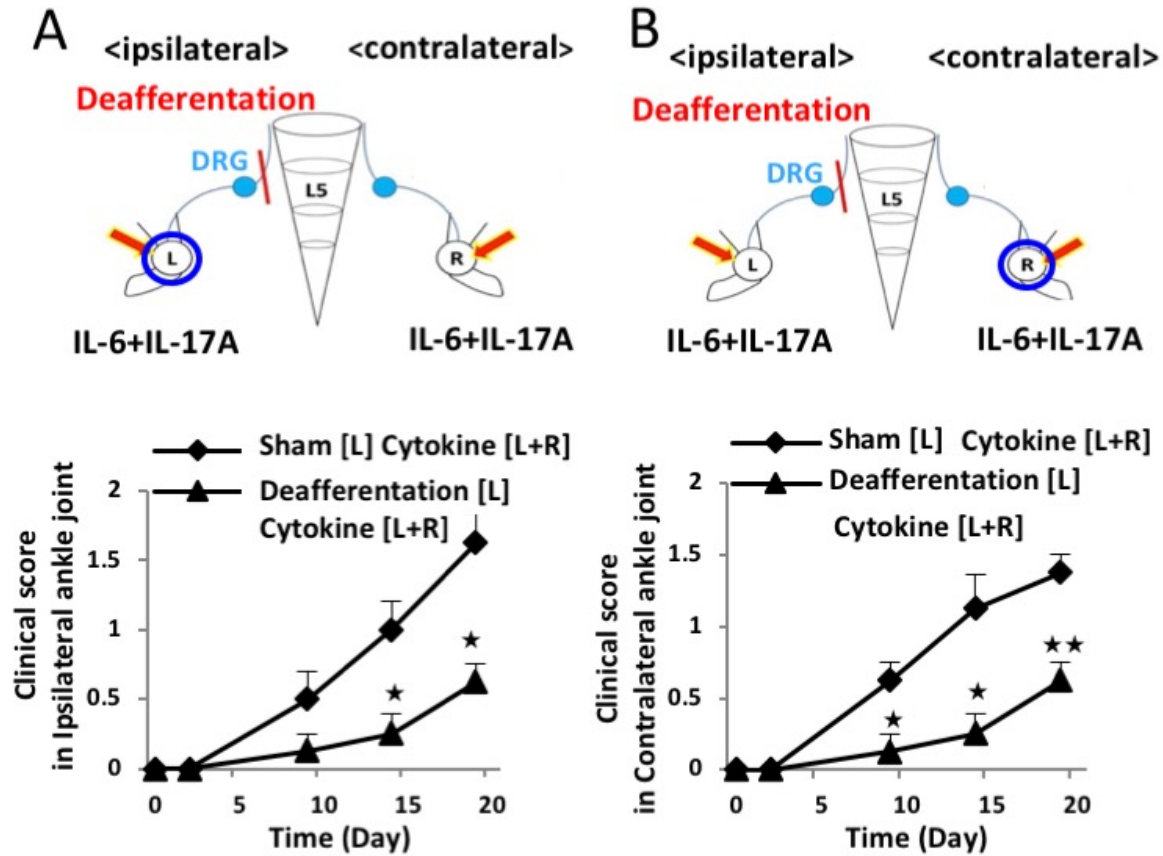 A
<ipsilateral> <contralateral>
Deafferentation
DRG
L5
L
R
IL-6+IL-17A
IL-6+IL-17A
Sham [L] Cytokine [L+R]
Deafferentation [L]
Cytokine [L+R]
Clinical score
in Ipsilateral ankle joint
2
1.5
1
0.5
0
★
★
0 5 10 15 20
Time (Day)
B
<ipsilateral> <contralateral>
Deafferentation
DRG
L5
L
R
IL-6+IL-17A
IL-6+IL-17A
Sham [L] Cytokine [L+R]
Deafferentation [L]
Cytokine [L+R]
Clinical score
in Contralateral ankle joint
2
1.5
1
0.5
0
★
★
★★
0 5 10 15 20
Time (Day)